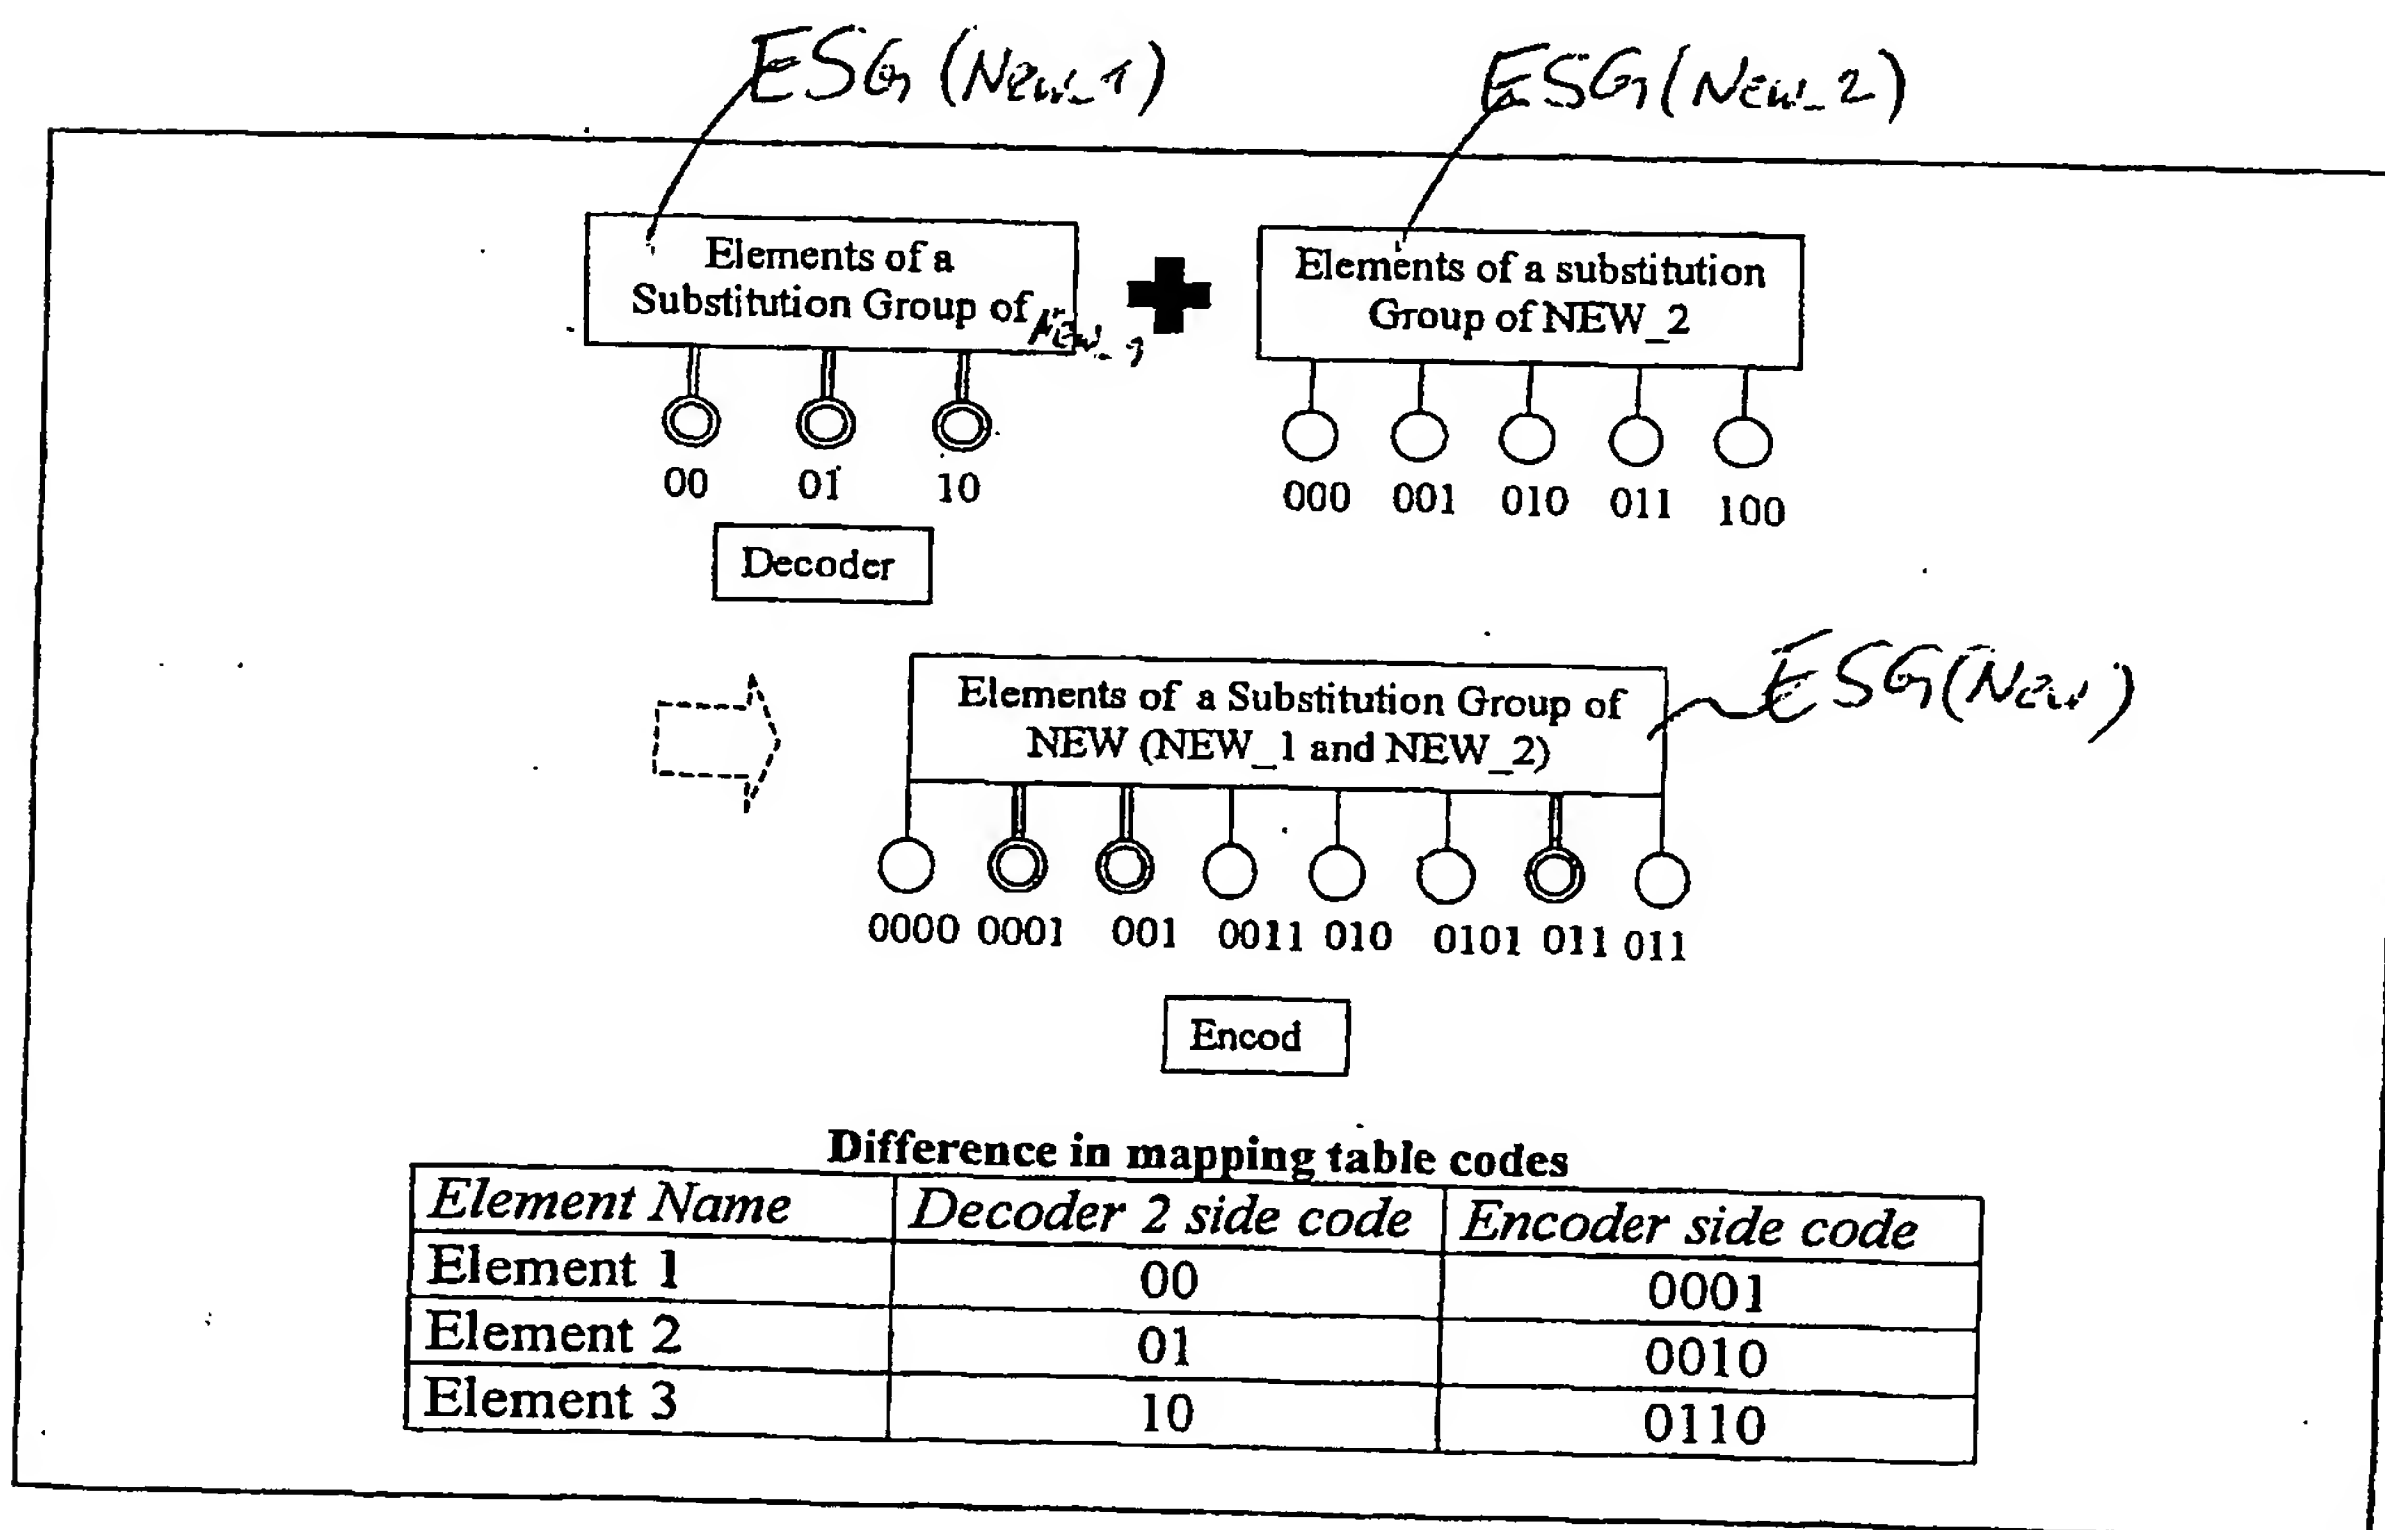 ESG (New_1)
ESG (New_2)
Elements of a
Substitution Group of New_1
Elements of a substitution
Group of NEW_2
00 01 10
000 001 010 011 100
Decoder
Elements of a Substitution Group of
NEW (NEW_1 and NEW_2)
ESG (New)
0000 0001 001 0011 010 0101 011 011
Encod
Difference in mapping table codes
Element Name Decoder 2 side code Encoder side code
Element 1 00 0001
Element 2 01 0010
Element 3 10 0110